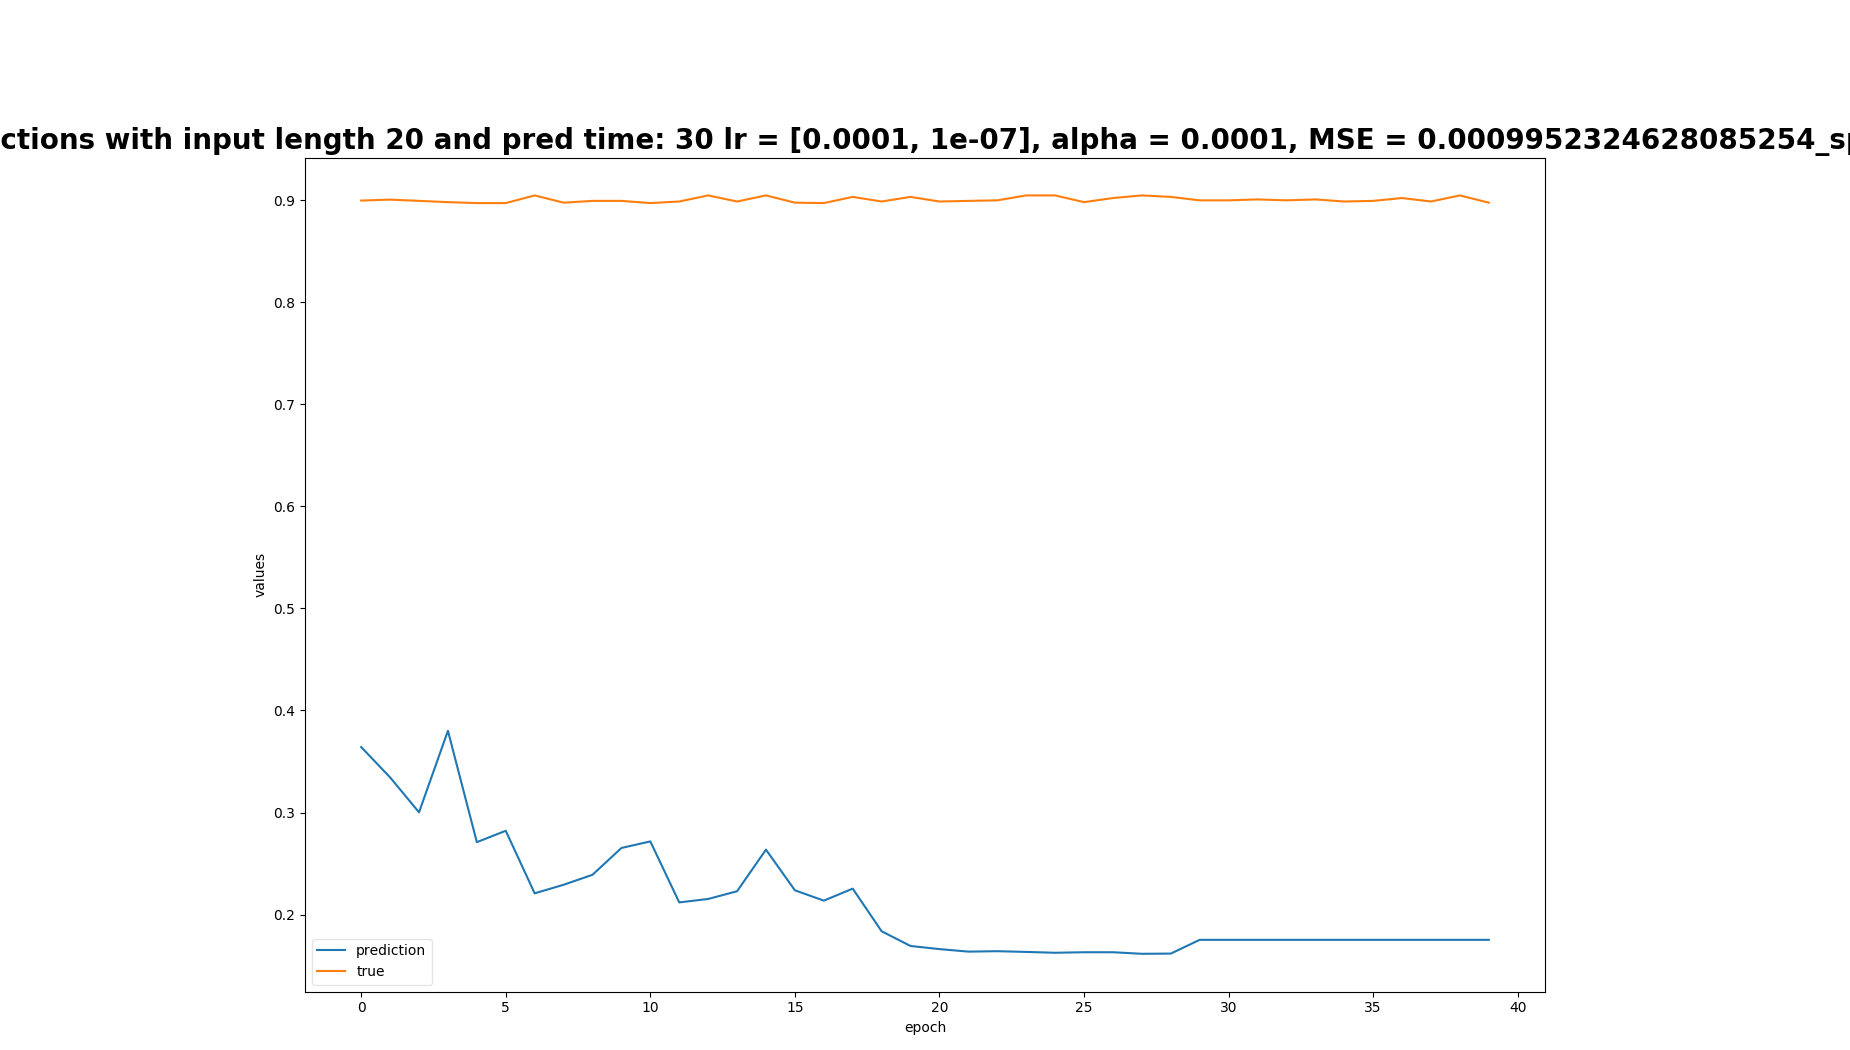 ctions with input length 20 and pred time: 30 lr = [0.0001, 1e-07], alpha = 0.0001, MSE = 0.0009952324628085254_sp
0.9
0.8
0.7
0.6
0.5
0.4
0.3
0.2
values
prediction
true
0 5 10 15 20 25 30 35 40
epoch